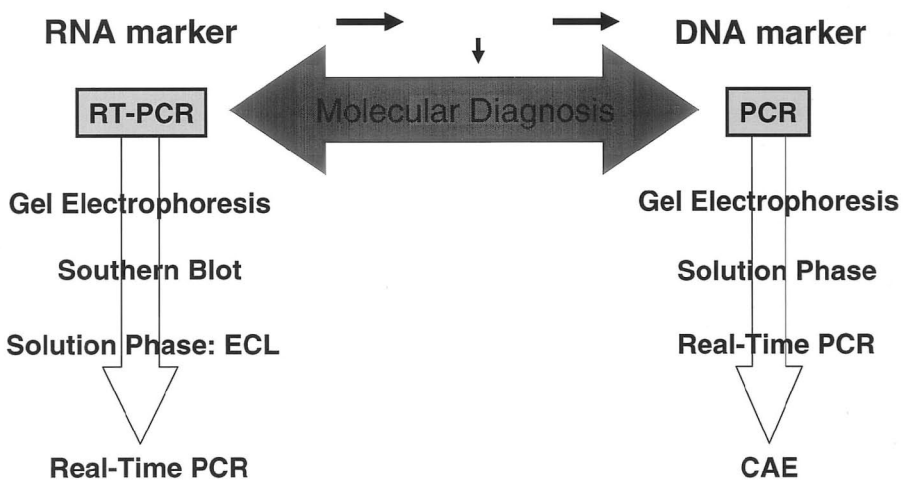 RNA marker
DNA marker
RT-PCR
Molecular Diagnosis
PCR
Gel Electrophoresis
Gel Electrophoresis
Southern Blot
Solution Phase
Solution Phase: ECL
Real-Time PCR
Real-Time PCR
CAE